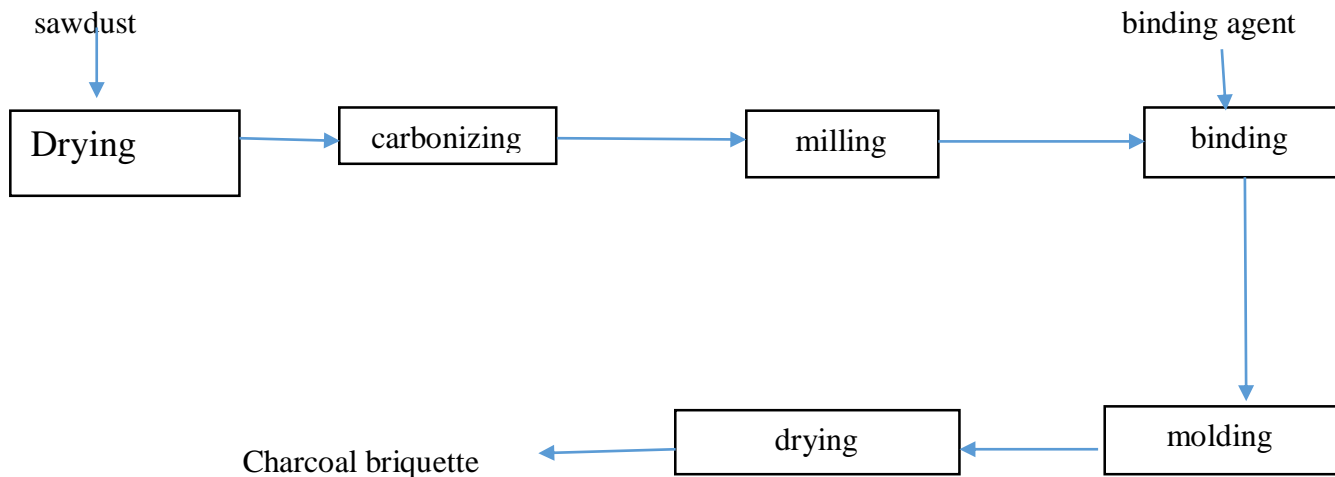 sawdust
binding agent
Drying
carbonizing
milling
binding
molding
drying
Charcoal briquette